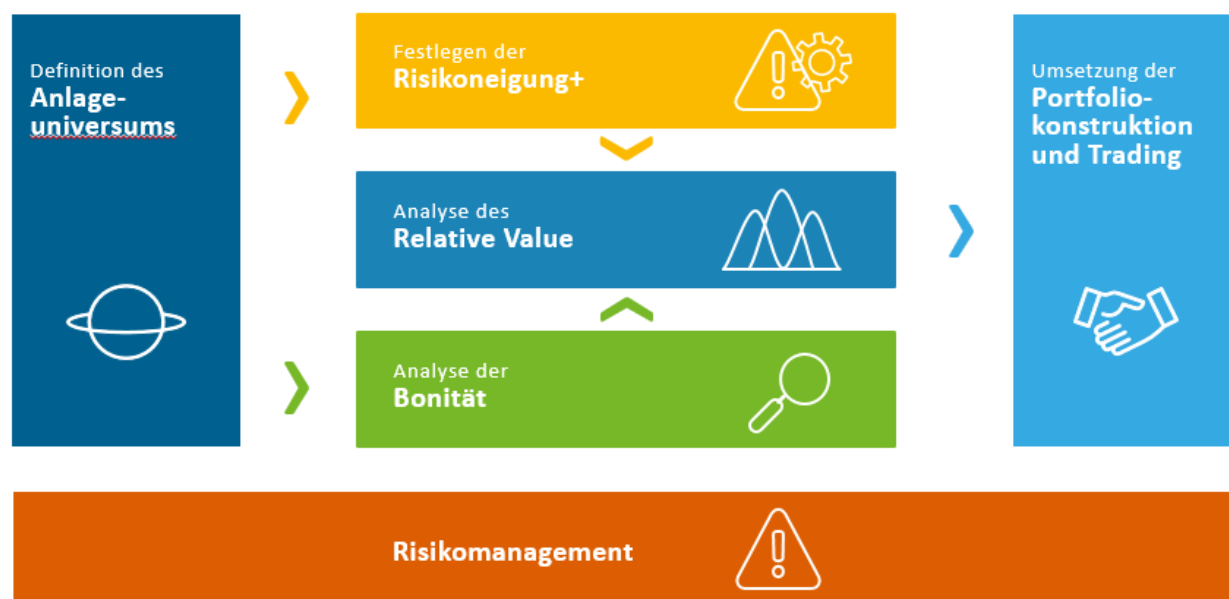 Definition des
Anlage-
universums
Festlegen der
Risikoneigung+
Analyse des
Relative Value
Analyse der
Bonität
Umsetzung der
Portfolio-
konstruktion
und Trading
Risikomanagement